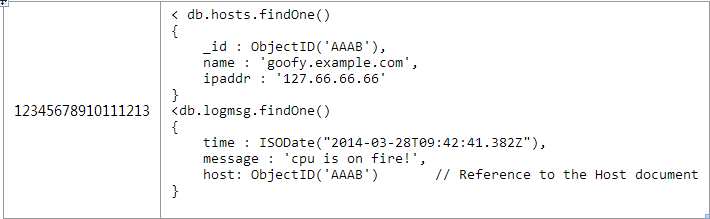 < db.hosts.findOne()
{
    _id : ObjectID('AAAB'),
    name : 'goofy.example.com',
    ipaddr : '127.66.66.66'
}
12345678910111213
<db.logmsg.findOne()
{
    time : ISODate("2014-03-28T09:42:41.382Z"),
    message : 'cpu is on fire!',
    host: ObjectID('AAAB')       // Reference to the Host document
}